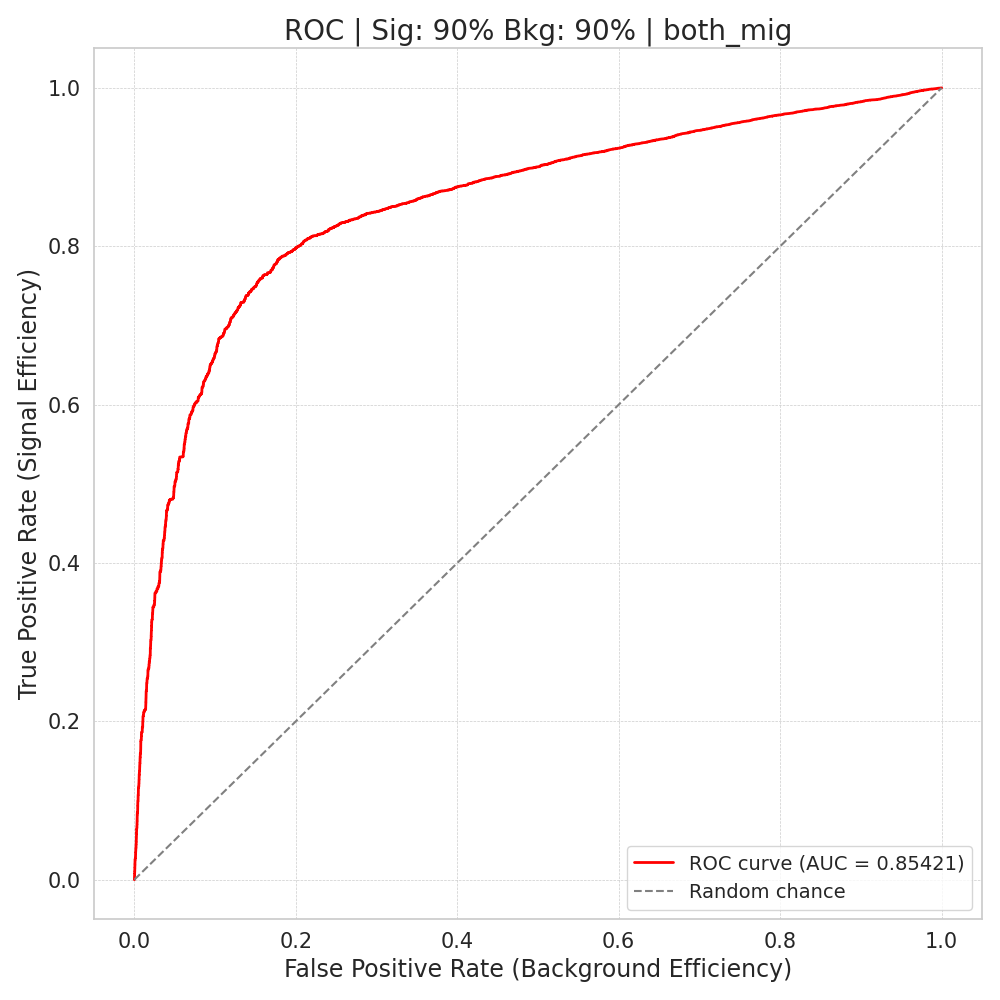 ROC | Sig: 90% Bkg: 90% | both_mig
True Positive Rate (Signal Efficiency)
1.0
0.8
0.6
0.4
0.2
0.0
ROC curve (AUC = 0.85421)
Random chance
0.0 0.2 0.4 0.6 0.8 1.0
False Positive Rate (Background Efficiency)